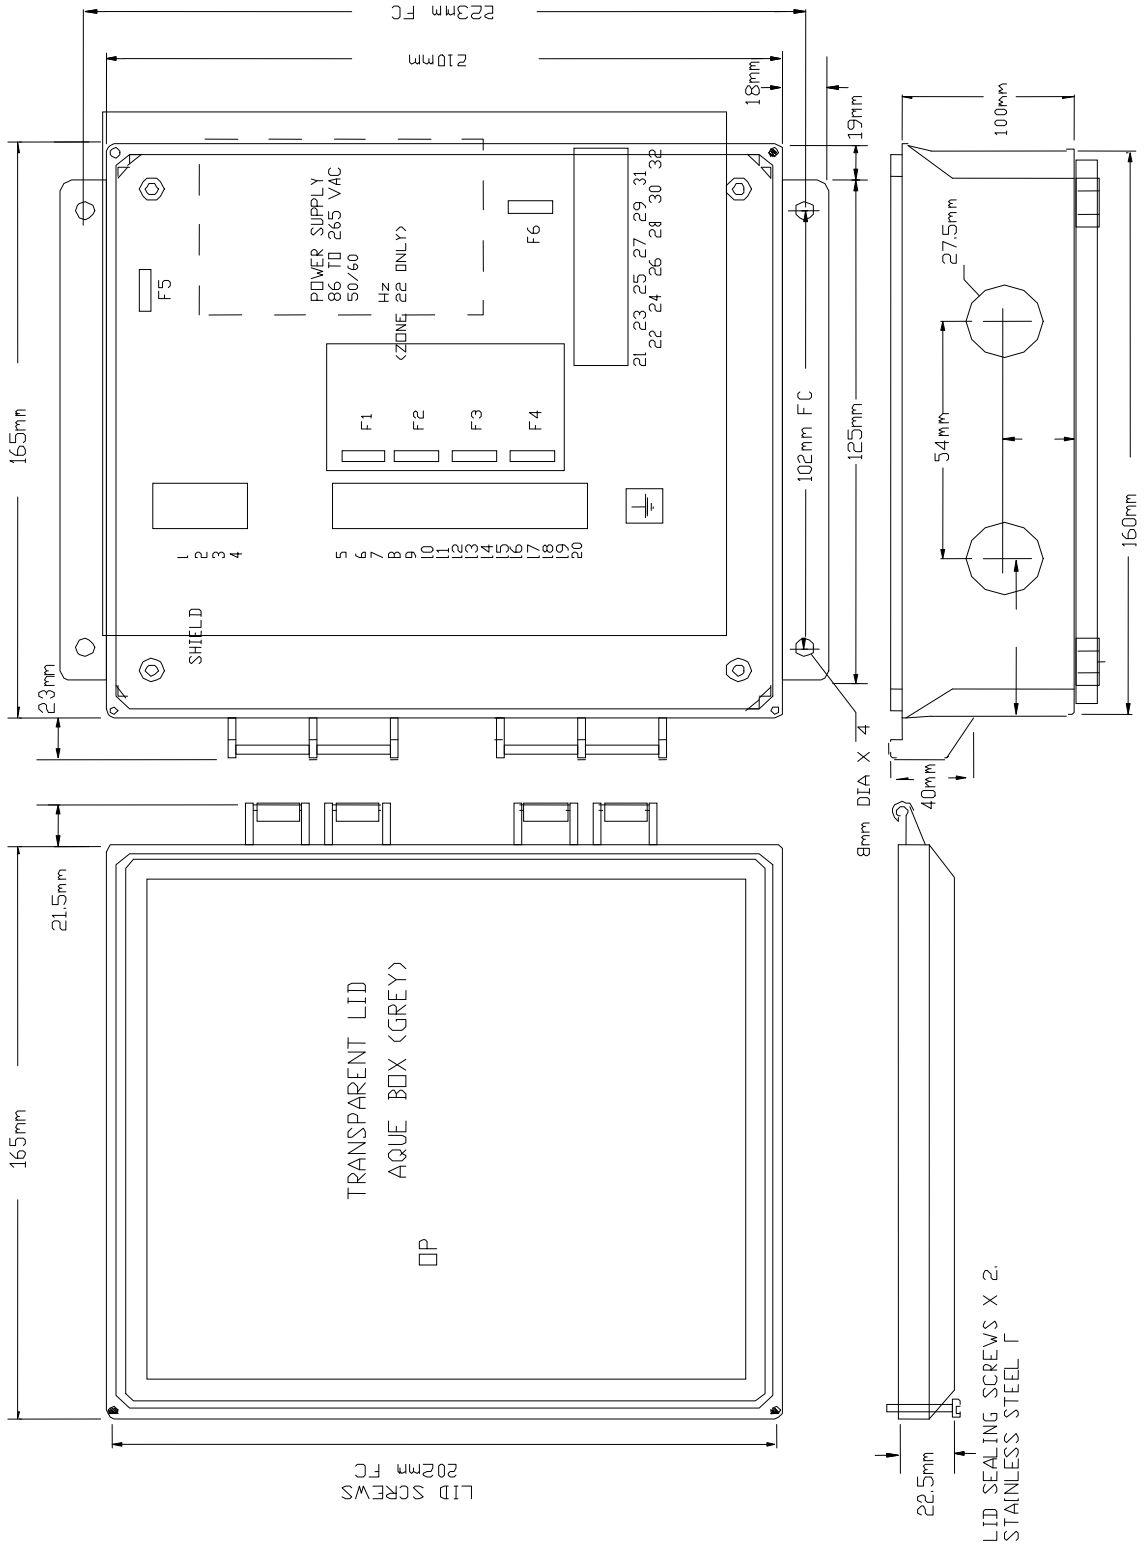 223mm FC
210mm
18mm
19mm
100mm
165mm
F5
POWER SUPPLY
86 TO 265 VAC
50/60
Hz
<ZONE 22 ONLY>
F6
21 23 25 27 29 31
22 24 26 28 30 32
F1
F2
F3
F4
1
2
3
4
5
6
7
8
9
10
11
12
13
14
15
16
17
18
19
20
SHIELD
23mm
102mm FC
125mm
27.5mm
54mm
160mm
8mm DIA X 4
40mm
21.5mm
165mm
TRANSPARENT LID
AQUE BOX <GREY>
OP
LID SCREWS
202mm FC
22.5mm
LID SEALING SCREWS X 2.
STAINLESS STEEL